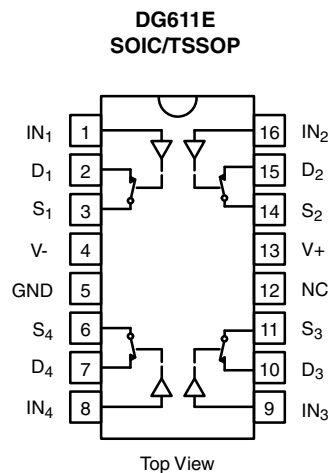 DG611E
SOIC/TSSOP
IN1 1 16 IN2
D1 2 15 D2
S1 3 14 S2
V- 4 13 V+
GND 5 12 NC
S4 6 11 S3
D4 7 10 D3
IN4 8 9 IN3
Top View